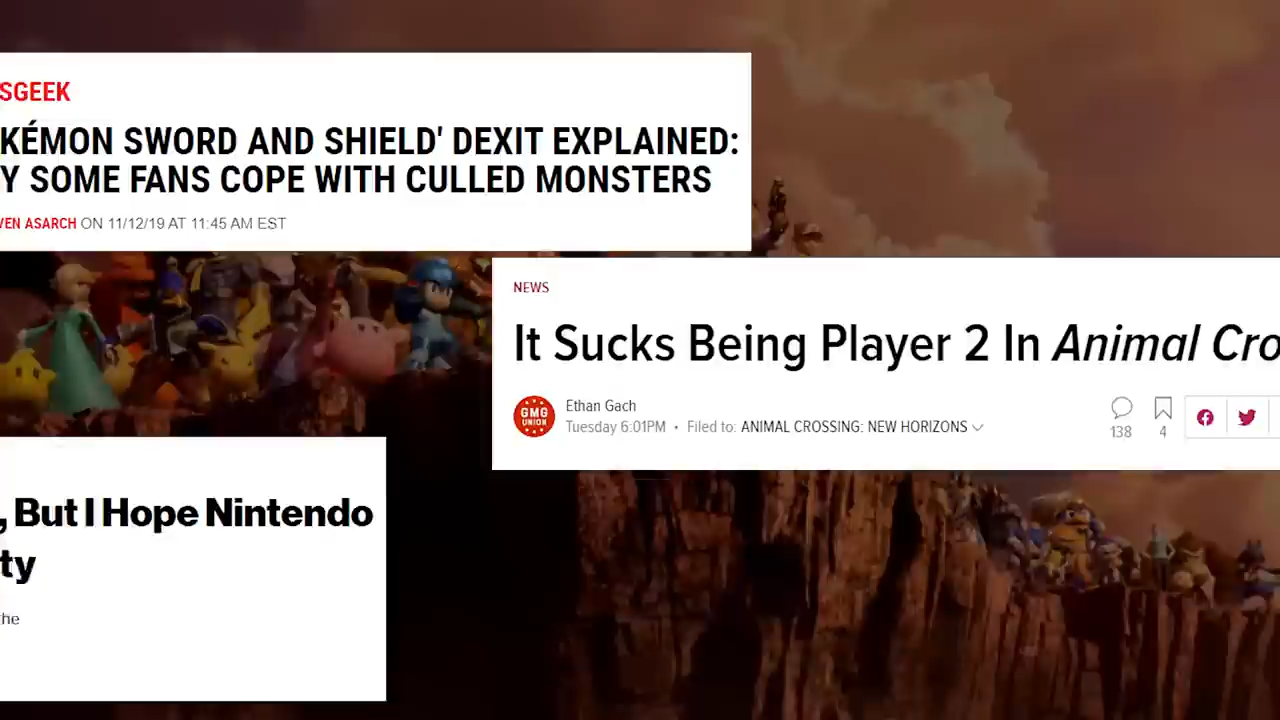 SGEEK
KÉMON SWORD AND SHIELD' DEXIT EXPLAINED:
Y SOME FANS COPE WITH CULLED MONSTERS
VEN ASARCH ON 11/12/19 AT 11:45 AM EST
NEWS
It Sucks Being Player 2 In Animal Cro
GMG
UNION
Ethan Gach
Tuesday 6:01PM • Filed to: ANIMAL CROSSING: NEW HORIZONS
138
4
, But I Hope Nintendo
ty
the